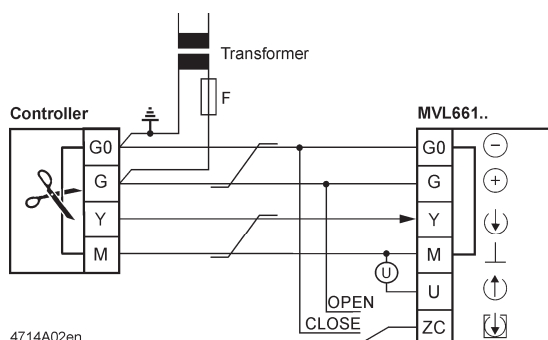 Transformer
F
Controller
MVL661..
G0
G0
G
G
Y
Y
M
M
U
U
OPEN
CLOSE
ZC
4714A02en